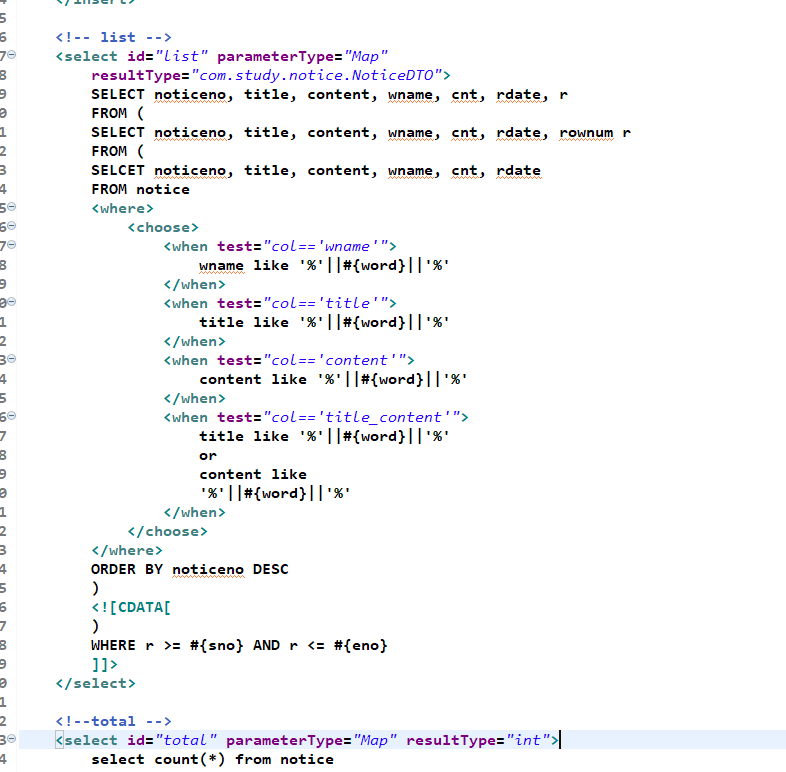 </insert>
5
6 <!-- list -->
7 <select id="list" parameterType="Map"
8 resultType="com.study.notice.NoticeDTO">
9 SELECT noticeno, title, content, wname, cnt, rdate, r
0 FROM (
1 SELECT noticeno, title, content, wname, cnt, rdate, rownum r
2 FROM (
3 SELCET noticeno, title, content, wname, cnt, rdate
4 FROM notice
5 <where>
6 <choose>
7 <when test="col=='wname'">
8 wname like '%'||#{word}||'%'
9 </when>
0 <when test="col=='title'">
1 title like '%'||#{word}||'%'
2 </when>
3 <when test="col=='content'">
4 content like '%'||#{word}||'%'
5 </when>
6 <when test="col=='title_content'">
7 title like '%'||#{word}||'%'
8 or
9 content like
0 '%'||#{word}||'%'
1 </when>
2 </choose>
3 </where>
4 ORDER BY noticeno DESC
5 )
6 <![CDATA[
7 )
8 WHERE r >= #{sno} AND r <= #{eno}
9 ]]>
0 </select>
1
2 <!--total -->
3 <select id="total" parameterType="Map" resultType="int">
4 select count(*) from notice